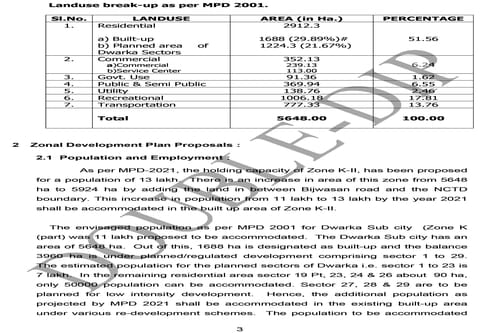 Landuse break-up as per MPD 2001.
Sl.No. LANDUSE AREA (in Ha.) PERCENTAGE
1. Residential 2912.3
a) Built-up 1688 (29.89%)# 51.56
b) Planned area of 1224.3 (21.67%)
Dwarka Sectors
2. Commercial 352.13
a)Commercial 239.13 6.24
b)Service Center 113.00
3. Govt. Use 91.36 1.62
4. Public & Semi Public 369.94 6.55
5. Utility 138.76 2.46
6. Recreational 1006.18 17.81
7. Transportation 777.33 13.76
Total 5648.00 100.00
2 Zonal Development Plan Proposals :
2.1 Population and Employment :
As per MPD-2021, the holding capacity of Zone K-II, has been proposed
for a population of 13 lakh. There is an increase in area of this zone from 5648
ha to 5924 ha by adding the land in between Bijwasan road and the NCTD
boundary. This increase in population from 11 lakh to 13 lakh by the year 2021
shall be accommodated in the built up area of Zone K-II.
The envisaged population as per MPD 2001 for Dwarka Sub city (Zone K
(part) were 11 lakh proposed to be accommodated. The Dwarka Sub city has an
area of 5648 ha. Out of this, 1688 ha is designated as built-up and the balance
3960 ha is under planned/regulated development comprising sector 1 to 29.
The estimated population for the planned sectors of Dwarka i.e. sector 1 to 23 is
7 lakh. In the remaining residential area sector 19 Pt, 23, 24 & 26 about 90 ha,
only 50000 population can be accommodated. Sector 27, 28 & 29 are to be
planned for low intensity development. Hence, the additional population as
projected by MPD 2021 shall be accommodated in the existing built-up area
under various re-development schemes. The population to be accommodated
3
DOUBLE-DIP